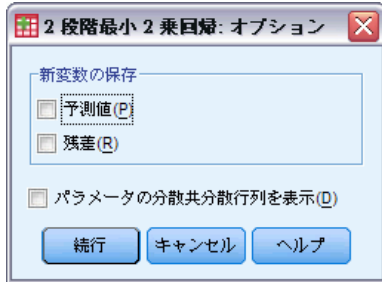 2 段階最小 2 乗回帰: オプション
新変数の保存
予測値(P)
残差(R)
パラメータの分散共分散行列を表示(D)
続行 キャンセル ヘルプ